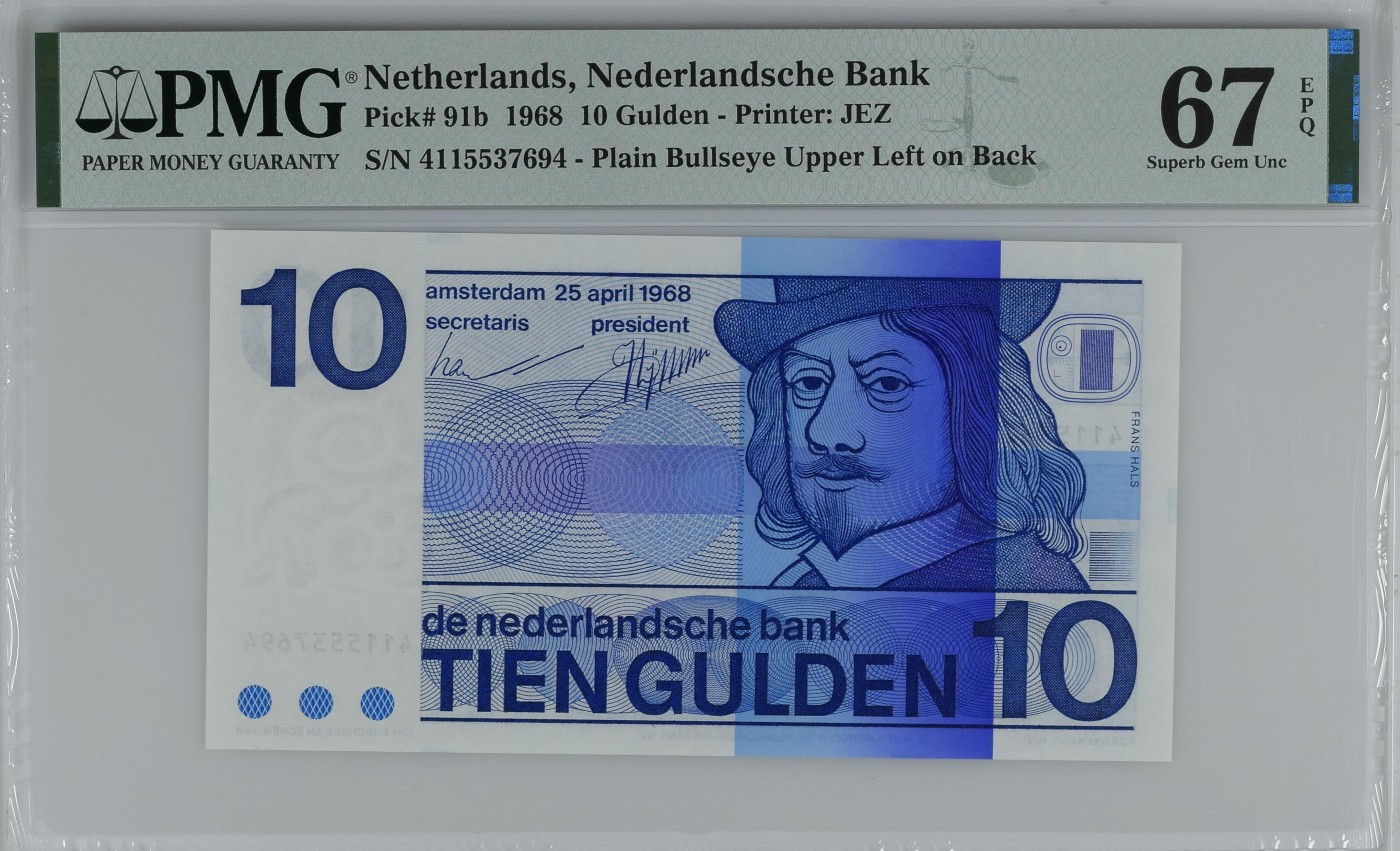 PMG®
PAPER MONEY GUARANTY
Netherlands, Nederlandsche Bank
Pick# 91b 1968 10 Gulden - Printer: JEZ
S/N 4115537694 - Plain Bullseye Upper Left on Back
67
EPQ
Superb Gem Unc
10
amsterdam 25 april 1968
secretaris president
FRANS HALS
4115537694
de nederlandsche bank
TIEN GULDEN
10